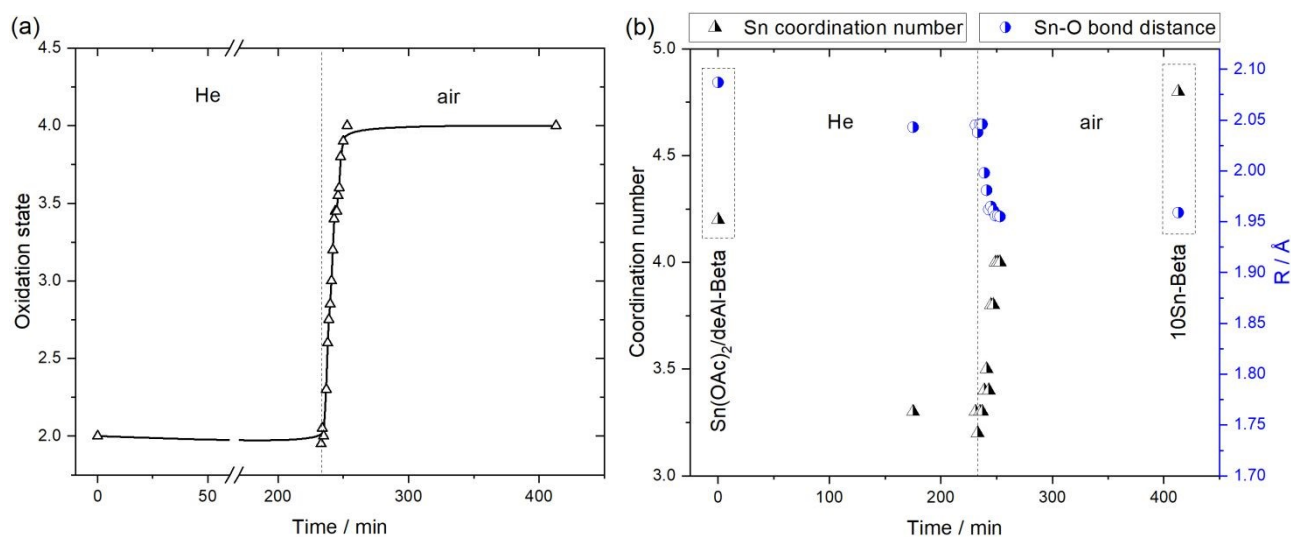 (a)
4.5
4.0
3.5
3.0
2.5
2.0
Oxidation state
He
air
0
50
200
300
400
Time / min
(b)
Sn coordination number
Sn-O bond distance
5.0
4.5
4.0
3.5
3.0
Coordination number
He
air
Sn(OAc)2/deAl-Beta
10Sn-Beta
2.10
2.05
2.00
1.95
1.90
1.85
1.80
1.75
1.70
R / Å
0
100
200
300
400
Time / min